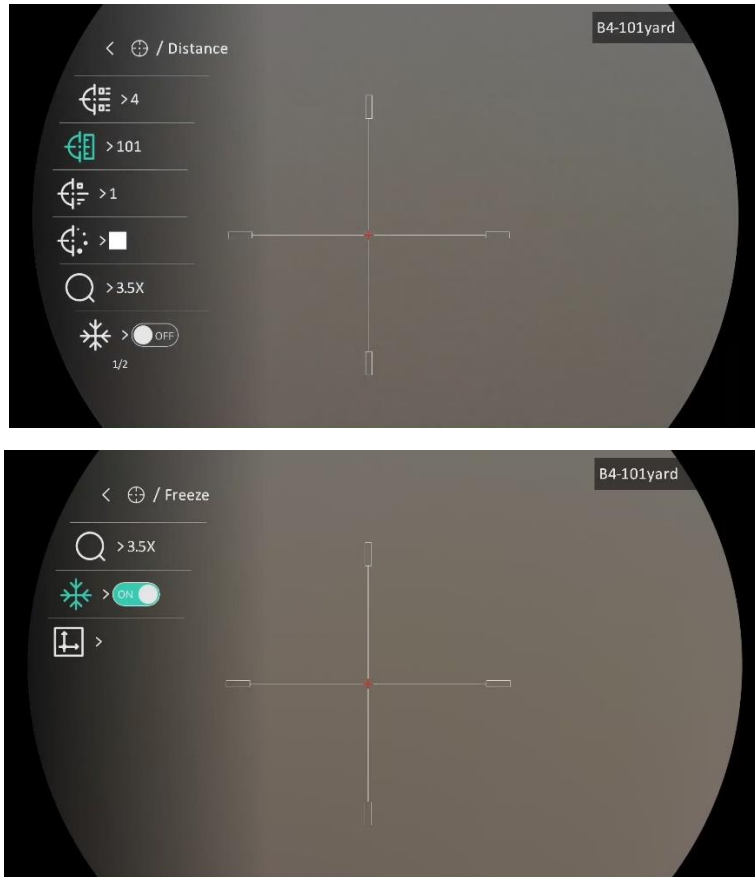 B4-101yard
< / Distance
>4
>101
>1
>
>3.5X
> OFF
1/2
B4-101yard
< / Freeze
>3.5X
> ON
>